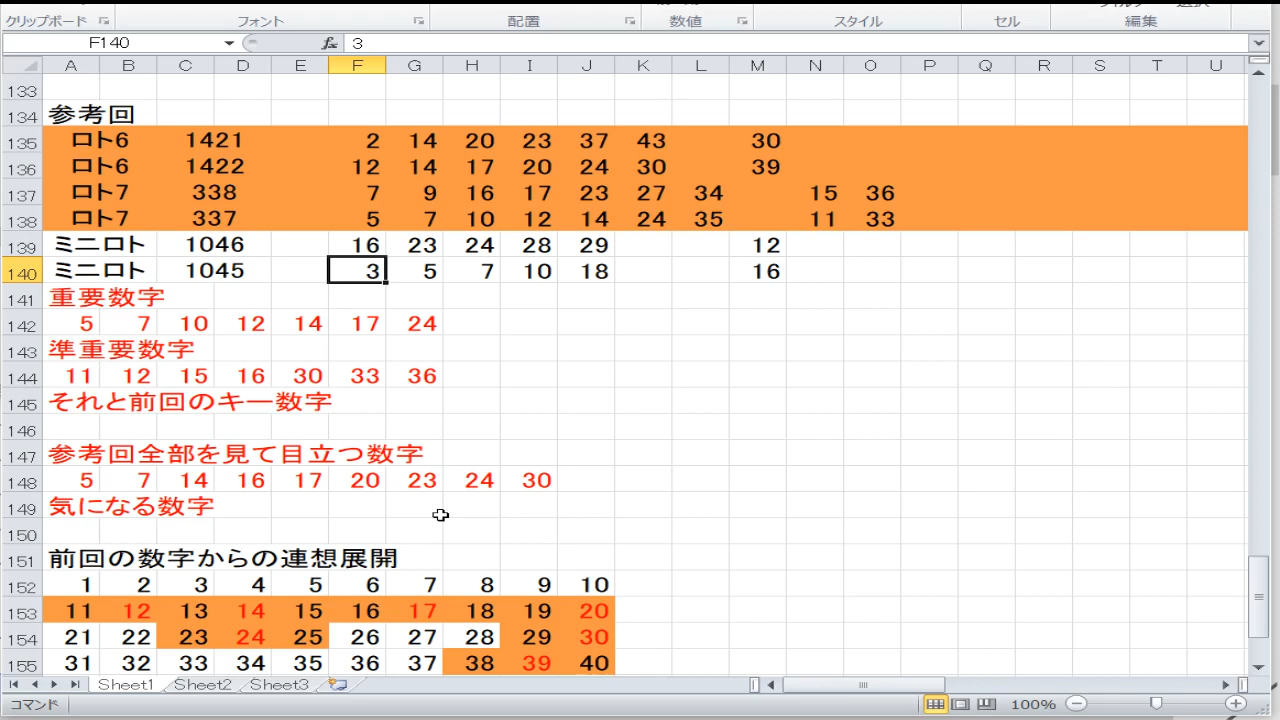 クリップボード フォント 配置 数値 スタイル セル 編集
F140 fx 3
A B C D E F G H I J K L M N O P Q R S T U
133
134 参考回
135 ロト6 1421 2 14 20 23 37 43 30
136 ロト6 1422 12 14 17 20 24 30 39
137 ロト7 338 7 9 16 17 23 27 34 15 36
138 ロト7 337 5 7 10 12 14 24 35 11 33
139 ミニロト 1046 16 23 24 28 29 12
140 ミニロト 1045 3 5 7 10 18 16
141 重要数字
142 5 7 10 12 14 17 24
143 準重要数字
144 11 12 15 16 30 33 36
145 それと前回のキー数字
146
147 参考回全部を見て目立つ数字
148 5 7 14 16 17 20 23 24 30
149 気になる数字
150
151 前回の数字からの連想展開
152 1 2 3 4 5 6 7 8 9 10
153 11 12 13 14 15 16 17 18 19 20
154 21 22 23 24 25 26 27 28 29 30
155 31 32 33 34 35 36 37 38 39 40
Sheet1 Sheet2 Sheet3
コマンド 100%